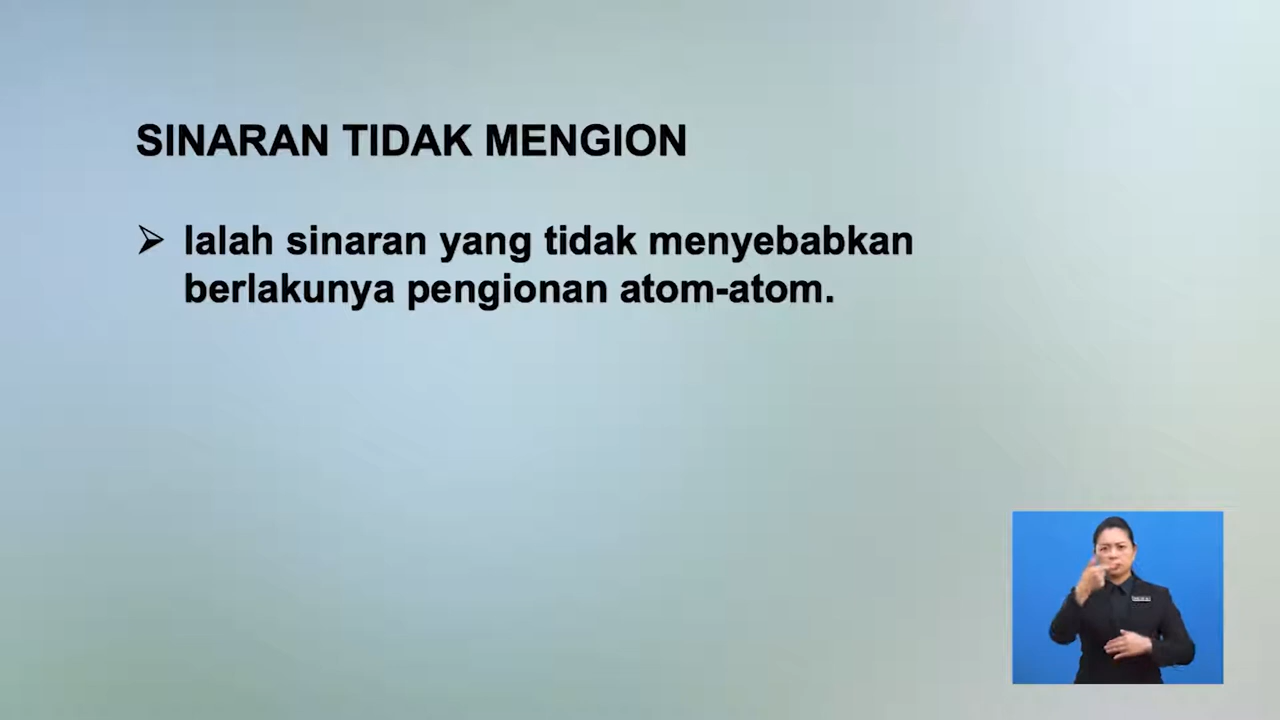 SINARAN TIDAK MENGION
➢ Ialah sinaran yang tidak menyebabkan
berlakunya pengionan atom-atom.